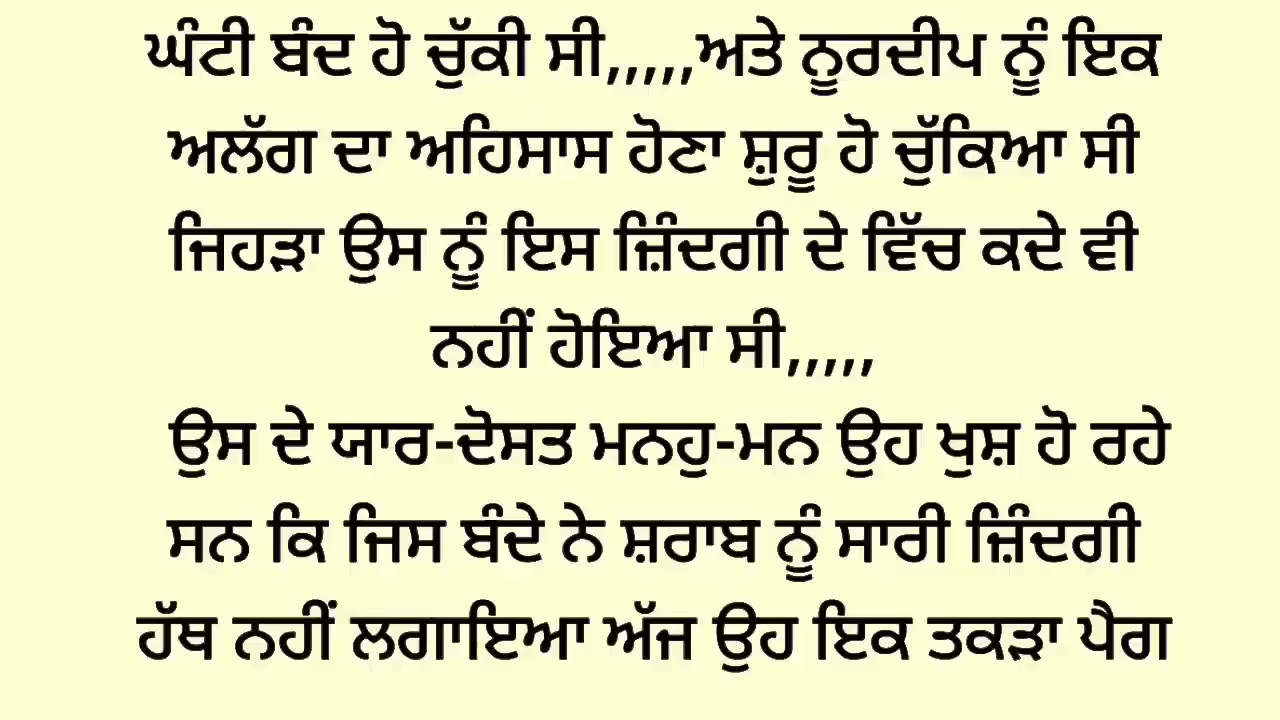 ਘੰਟੀ ਬੰਦ ਹੋ ਚੁੱਕੀ ਸੀ,,,,,ਅਤੇ ਨੂਰਦੀਪ ਨੂੰ ਇਕ
ਅਲੱਗ ਦਾ ਅਹਿਸਾਸ ਹੋਣਾ ਸ਼ੁਰੂ ਹੋ ਚੁੱਕਿਆ ਸੀ
ਜਿਹੜਾ ਉਸ ਨੂੰ ਇਸ ਜ਼ਿੰਦਗੀ ਦੇ ਵਿੱਚ ਕਦੇ ਵੀ
ਨਹੀਂ ਹੋਇਆ ਸੀ,,,,,
ਉਸ ਦੇ ਯਾਰ-ਦੋਸਤ ਮਨਹੁ-ਮਨ ਉਹ ਖੁਸ਼ ਹੋ ਰਹੇ
ਸਨ ਕਿ ਜਿਸ ਬੰਦੇ ਨੇ ਸ਼ਰਾਬ ਨੂੰ ਸਾਰੀ ਜ਼ਿੰਦਗੀ
ਹੱਥ ਨਹੀਂ ਲਗਾਇਆ ਅੱਜ ਉਹ ਇਕ ਤਕੜਾ ਪੈਗ